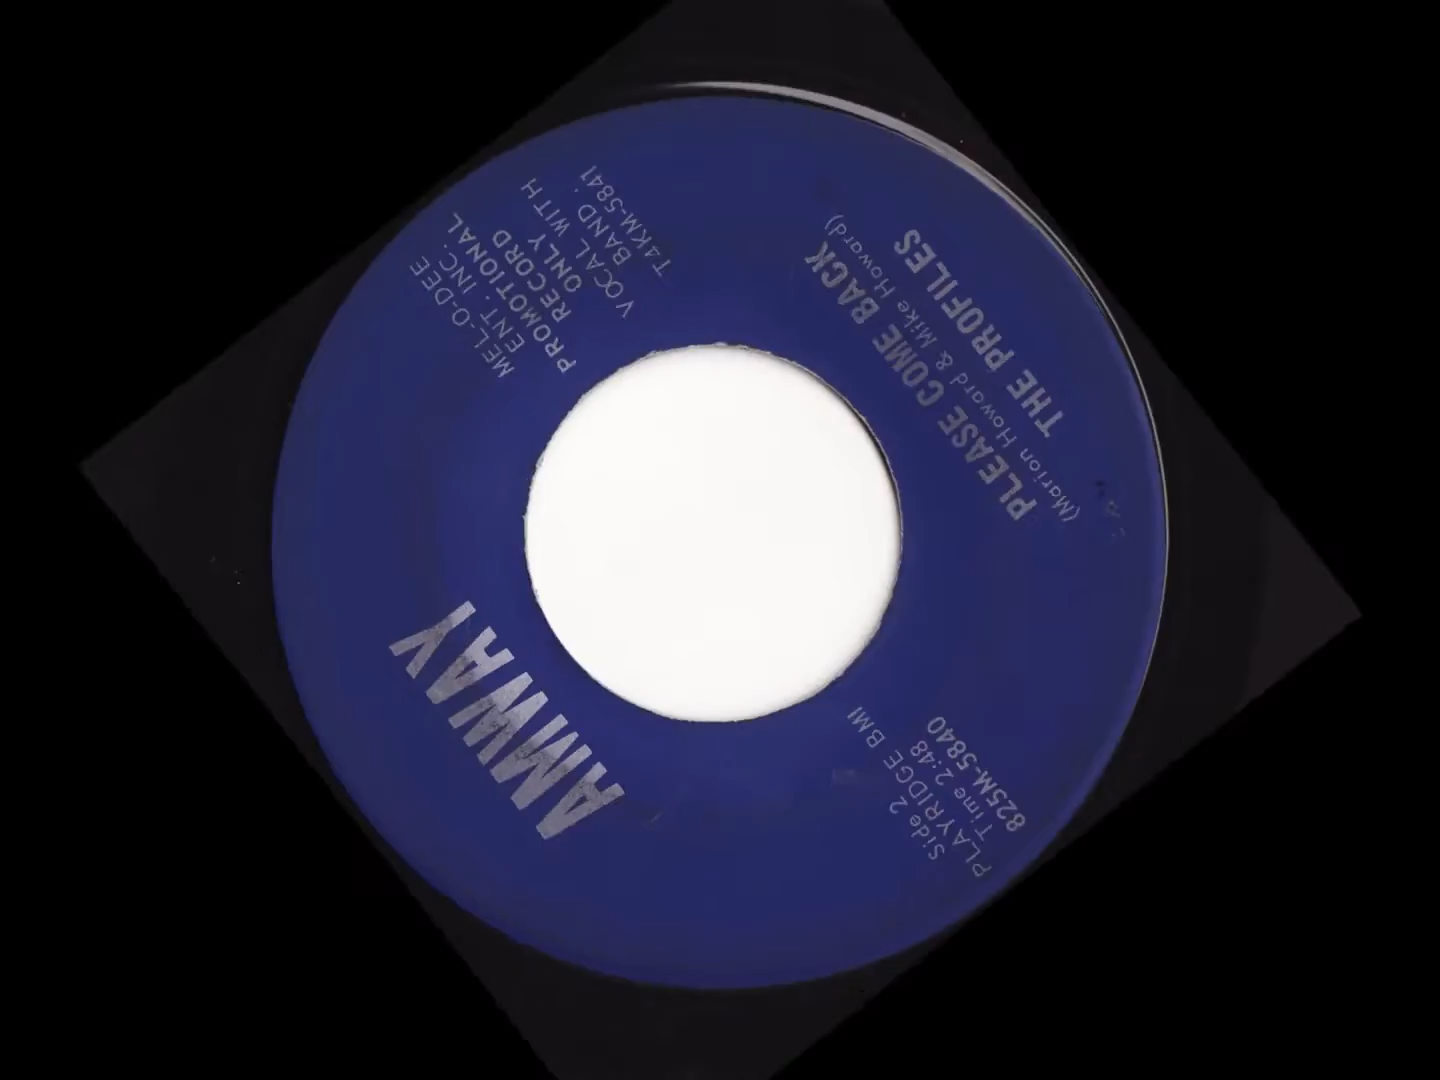 AMWAY
Side 2
PLAYRIDGE BMI
Time 2:48
825M-5840
MEL-O-DEE
ENT. INC.
PROMOTIONAL
RECORD
ONLY
VOCAL WITH
BAND
T4KM-5841
PLEASE COME BACK
(Marion Howard & Mike Howard)
THE PROFILES